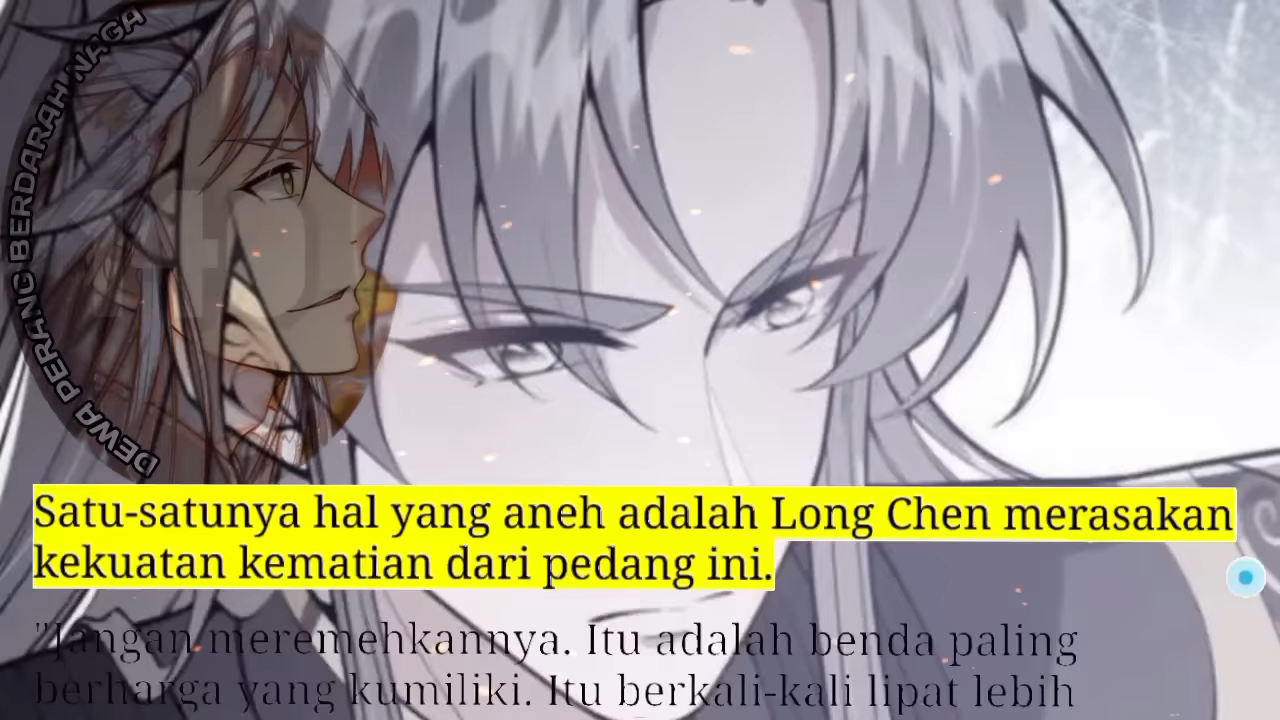 DEWA PERANG BERDARAH NAGA
Satu-satunya hal yang aneh adalah Long Chen merasakan
kekuatan kematian dari pedang ini.
"Jangan meremehkannya. Itu adalah benda paling
berharga yang kumiliki. Itu berkali-kali lipat lebih